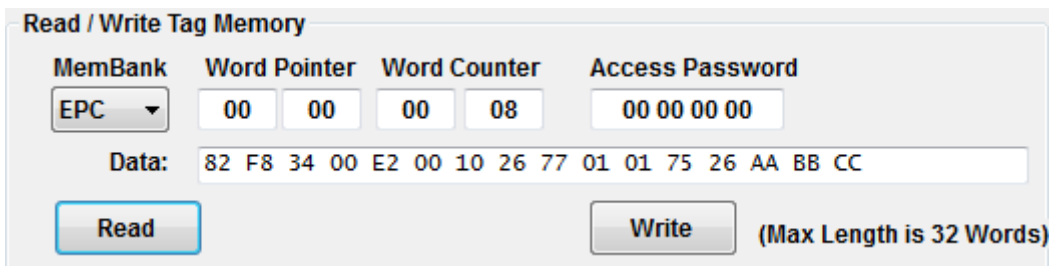 Read / Write Tag Memory
MemBank Word Pointer Word Counter Access Password
EPC 00 00 00 08 00 00 00 00
Data: 82 F8 34 00 E2 00 10 26 77 01 01 75 26 AA BB CC
Read Write (Max Length is 32 Words)